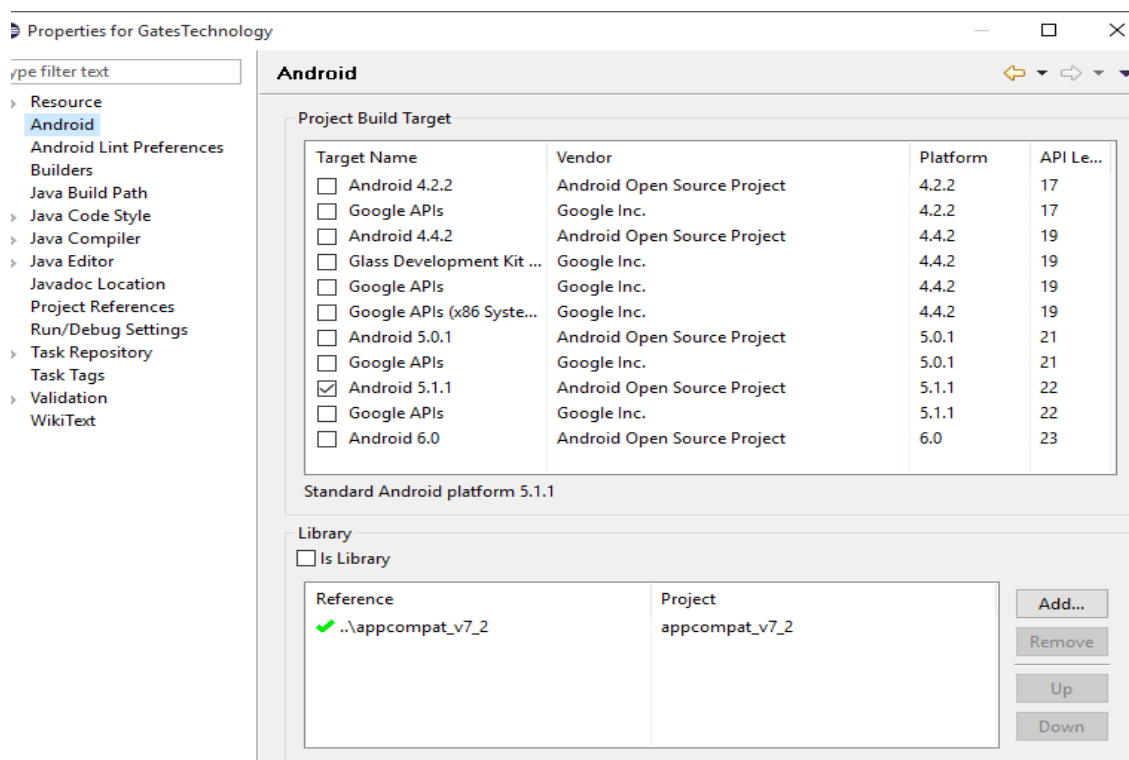 Properties for GatesTechnology
ype filter text
Resource
Android
Android Lint Preferences
Builders
Java Build Path
Java Code Style
Java Compiler
Java Editor
Javadoc Location
Project References
Run/Debug Settings
Task Repository
Task Tags
Validation
WikiText
Android
Project Build Target
Target Name Vendor Platform API Le...
Android 4.2.2 Android Open Source Project 4.2.2 17
Google APIs Google Inc. 4.2.2 17
Android 4.4.2 Android Open Source Project 4.4.2 19
Glass Development Kit ... Google Inc. 4.4.2 19
Google APIs Google Inc. 4.4.2 19
Google APIs (x86 Syste... Google Inc. 4.4.2 19
Android 5.0.1 Android Open Source Project 5.0.1 21
Google APIs Google Inc. 5.0.1 21
Android 5.1.1 Android Open Source Project 5.1.1 22
Google APIs Google Inc. 5.1.1 22
Android 6.0 Android Open Source Project 6.0 23
Standard Android platform 5.1.1
Library
Is Library
Reference Project
..\appcompat_v7_2 appcompat_v7_2
Add...
Remove
Up
Down